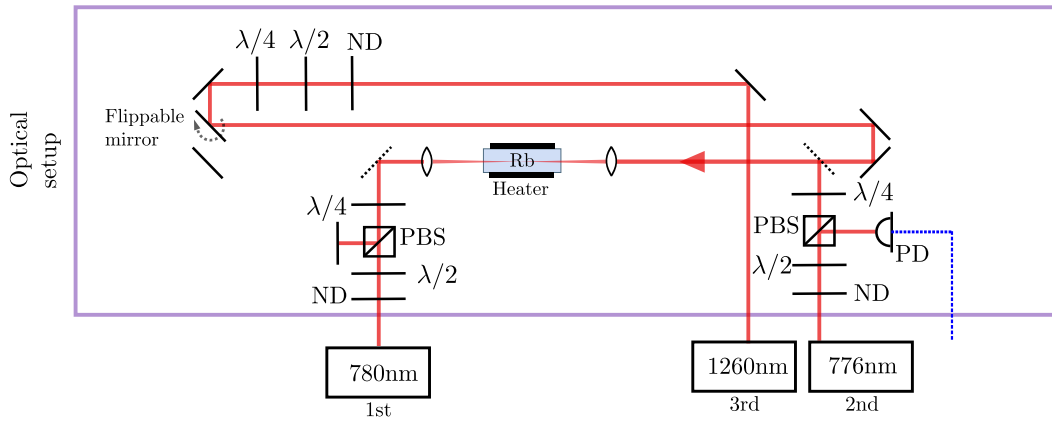 Optical
setup
λ/4
λ/2
ND
Flippable
mirror
Rb
Heater
λ/4
PBS
λ/2
ND
λ/4
PBS
PD
λ/2
ND
780nm
1st
1260nm
3rd
776nm
2nd